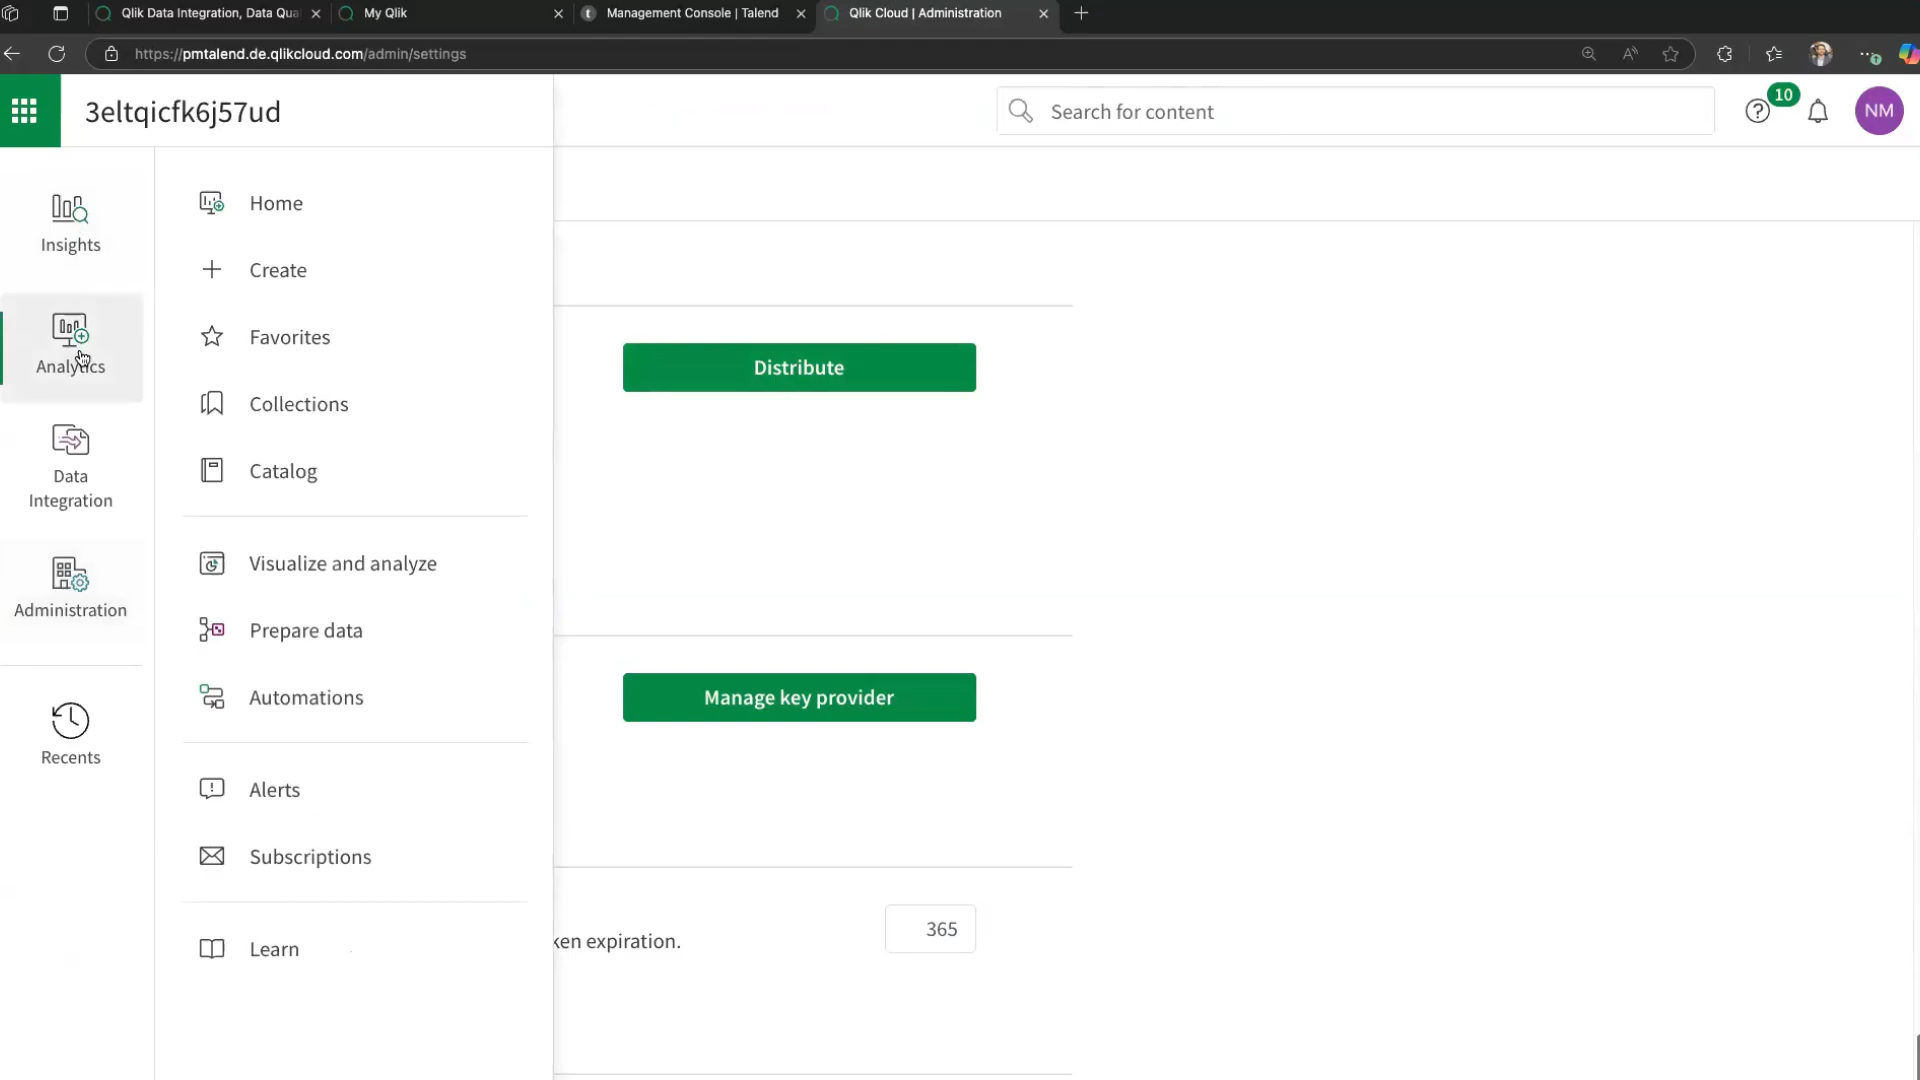 Qlik Data Integration, Data Qua
My Qlik
Management Console | Talend
Qlik Cloud | Administration
https://pmtalend.de.qlikcloud.com/admin/settings
3eltqicfk6j57ud
Search for content
10
NM
Insights
Analytics
Data
Integration
Administration
Recents
Home
Create
Favorites
Collections
Catalog
Visualize and analyze
Prepare data
Automations
Alerts
Subscriptions
Learn
Distribute
Manage key provider
ken expiration.
365